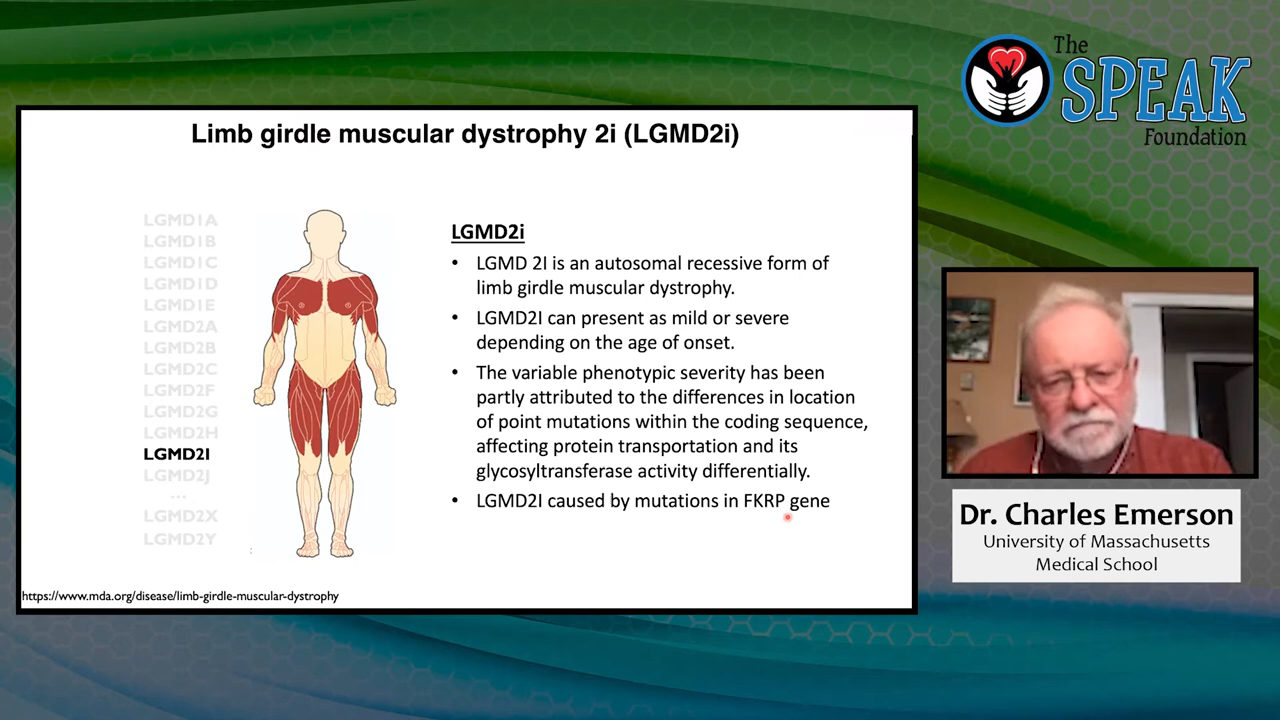 The
SPEAK
Foundation
Limb girdle muscular dystrophy 2i (LGMD2i)
LGMD1A
LGMD1B
LGMD1C
LGMD1D
LGMD1E
LGMD2A
LGMD2B
LGMD2C
LGMD2F
LGMD2G
LGMD2H
LGMD2I
LGMD2J
...
LGMD2X
LGMD2Y
LGMD2i
• LGMD 2I is an autosomal recessive form of
limb girdle muscular dystrophy.
• LGMD2I can present as mild or severe
depending on the age of onset.
• The variable phenotypic severity has been
partly attributed to the differences in location
of point mutations within the coding sequence,
affecting protein transportation and its
glycosyltransferase activity differentially.
• LGMD2I caused by mutations in FKRP gene
https://www.mda.org/disease/limb-girdle-muscular-dystrophy
Dr. Charles Emerson
University of Massachusetts
Medical School